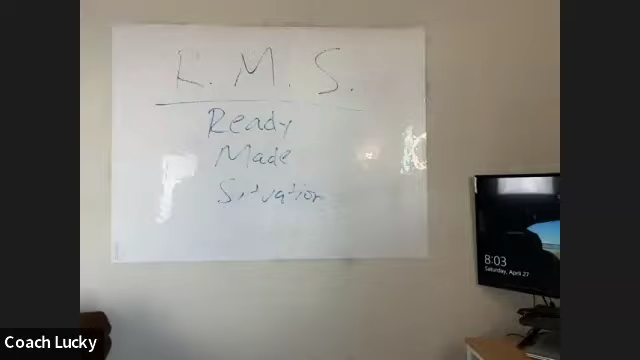 R. M. S.
Ready
Made
Situation
8:03
Saturday, April 27
Coach Lucky